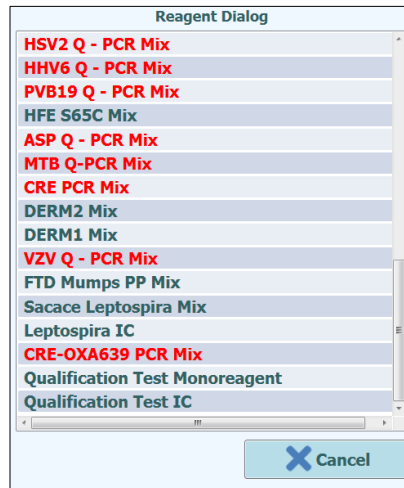 Reagent Dialog
HSV2 Q - PCR Mix
HHV6 Q - PCR Mix
PVB19 Q - PCR Mix
HFE S65C Mix
ASP Q - PCR Mix
MTB Q-PCR Mix
CRE PCR Mix
DERM2 Mix
DERM1 Mix
VZV Q - PCR Mix
FTD Mumps PP Mix
Sacace Leptospira Mix
Leptospira IC
CRE-OXA639 PCR Mix
Qualification Test Monoreagent
Qualification Test IC
Cancel